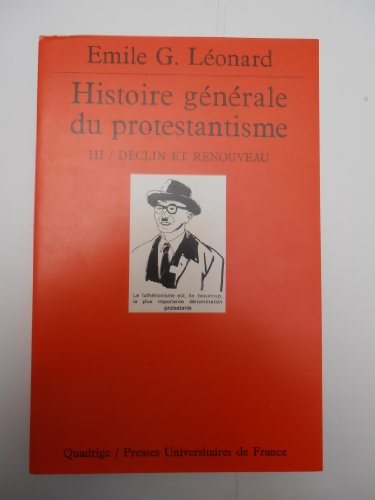 Emile G. Léonard
Histoire générale
du protestantisme
III / DÉCLIN ET RENOUVEAU
Le luthéranisme est, de beaucoup,
la plus importante dénomination
protestante
Quadrige / Presses Universitaires de France